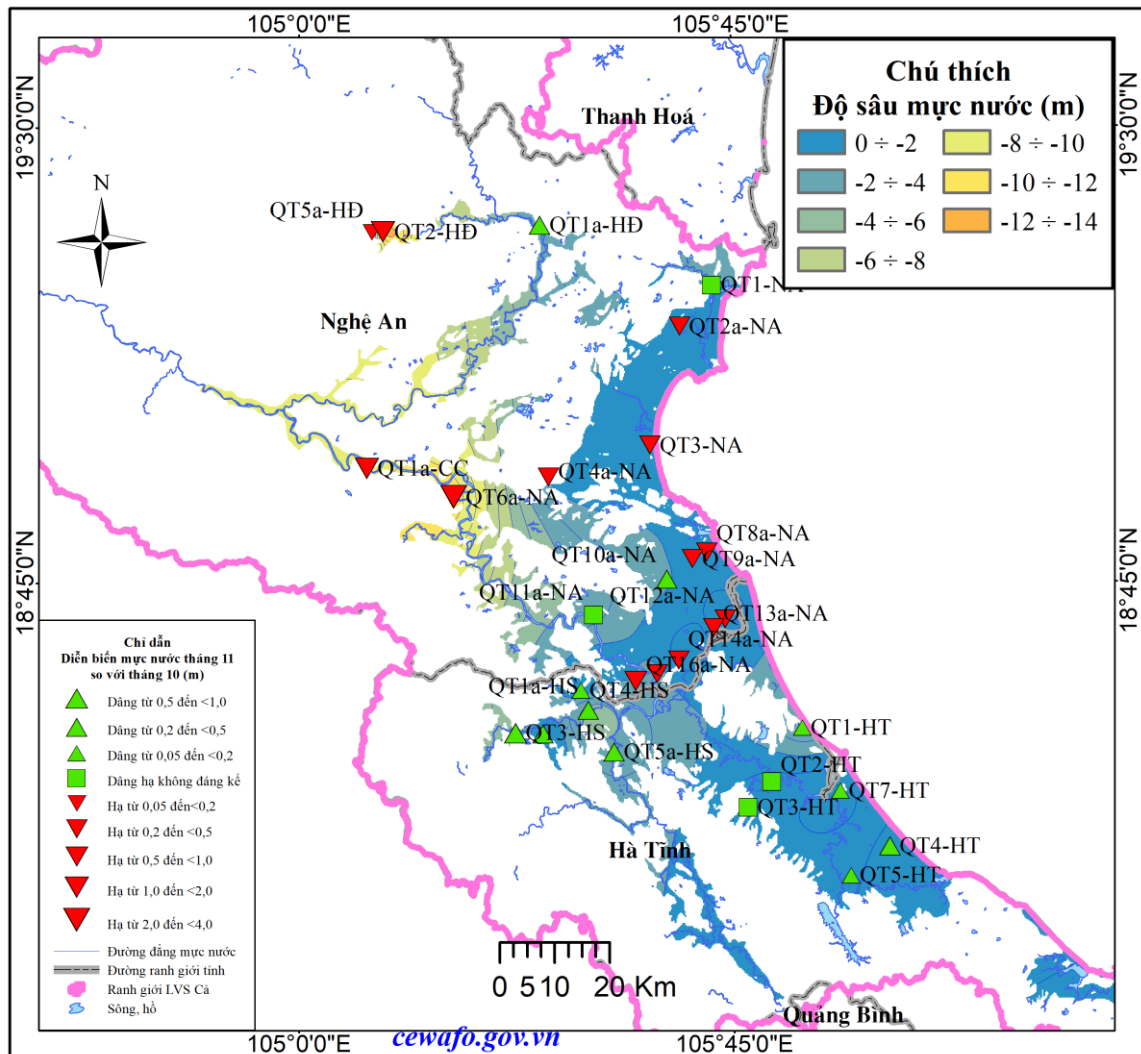 105°0'0"E
105°45'0"E
Chú thích
Độ sâu mực nước (m)
0 ÷ -2
-8 ÷ -10
-2 ÷ -4
-10 ÷ -12
-4 ÷ -6
-12 ÷ -14
-6 ÷ -8
Thanh Hoá
19°30'0"N
19°30'0"N
N
QT5a-HĐ
QT2-HĐ
QT1a-HĐ
QT1-NA
Nghệ An
QT2a-NA
QT3-NA
QT1a-CC
QT4a-NA
QT6a-NA
QT8a-NA
QT10a-NA
QT9a-NA
18°45'0"N
18°45'0"N
QT11a-NA
QT12a-NA
QT13a-NA
QT14a-NA
QT16a-NA
QT1a-HS
QT4-HS
QT3-HS
QT5a-HS
QT1-HT
QT2-HT
QT7-HT
QT3-HT
Hà Tĩnh
QT4-HT
QT5-HT
Chỉ dẫn
Diễn biến mực nước tháng 11
so với tháng 10 (m)
Dâng từ 0,5 đến <1,0
Dâng từ 0,2 đến <0,5
Dâng từ 0,05 đến <0,2
Dâng hạ không đáng kể
Hạ từ 0,05 đến<0,2
Hạ từ 0,2 đến <0,5
Hạ từ 0,5 đến <1,0
Hạ từ 1,0 đến <2,0
Hạ từ 2,0 đến <4,0
Đường đẳng mực nước
Đường ranh giới tỉnh
Ranh giới LVS Cả
Sông, hồ
0 5 10 20 Km
Quảng Bình
cewafo.gov.vn
105°0'0"E
105°45'0"E